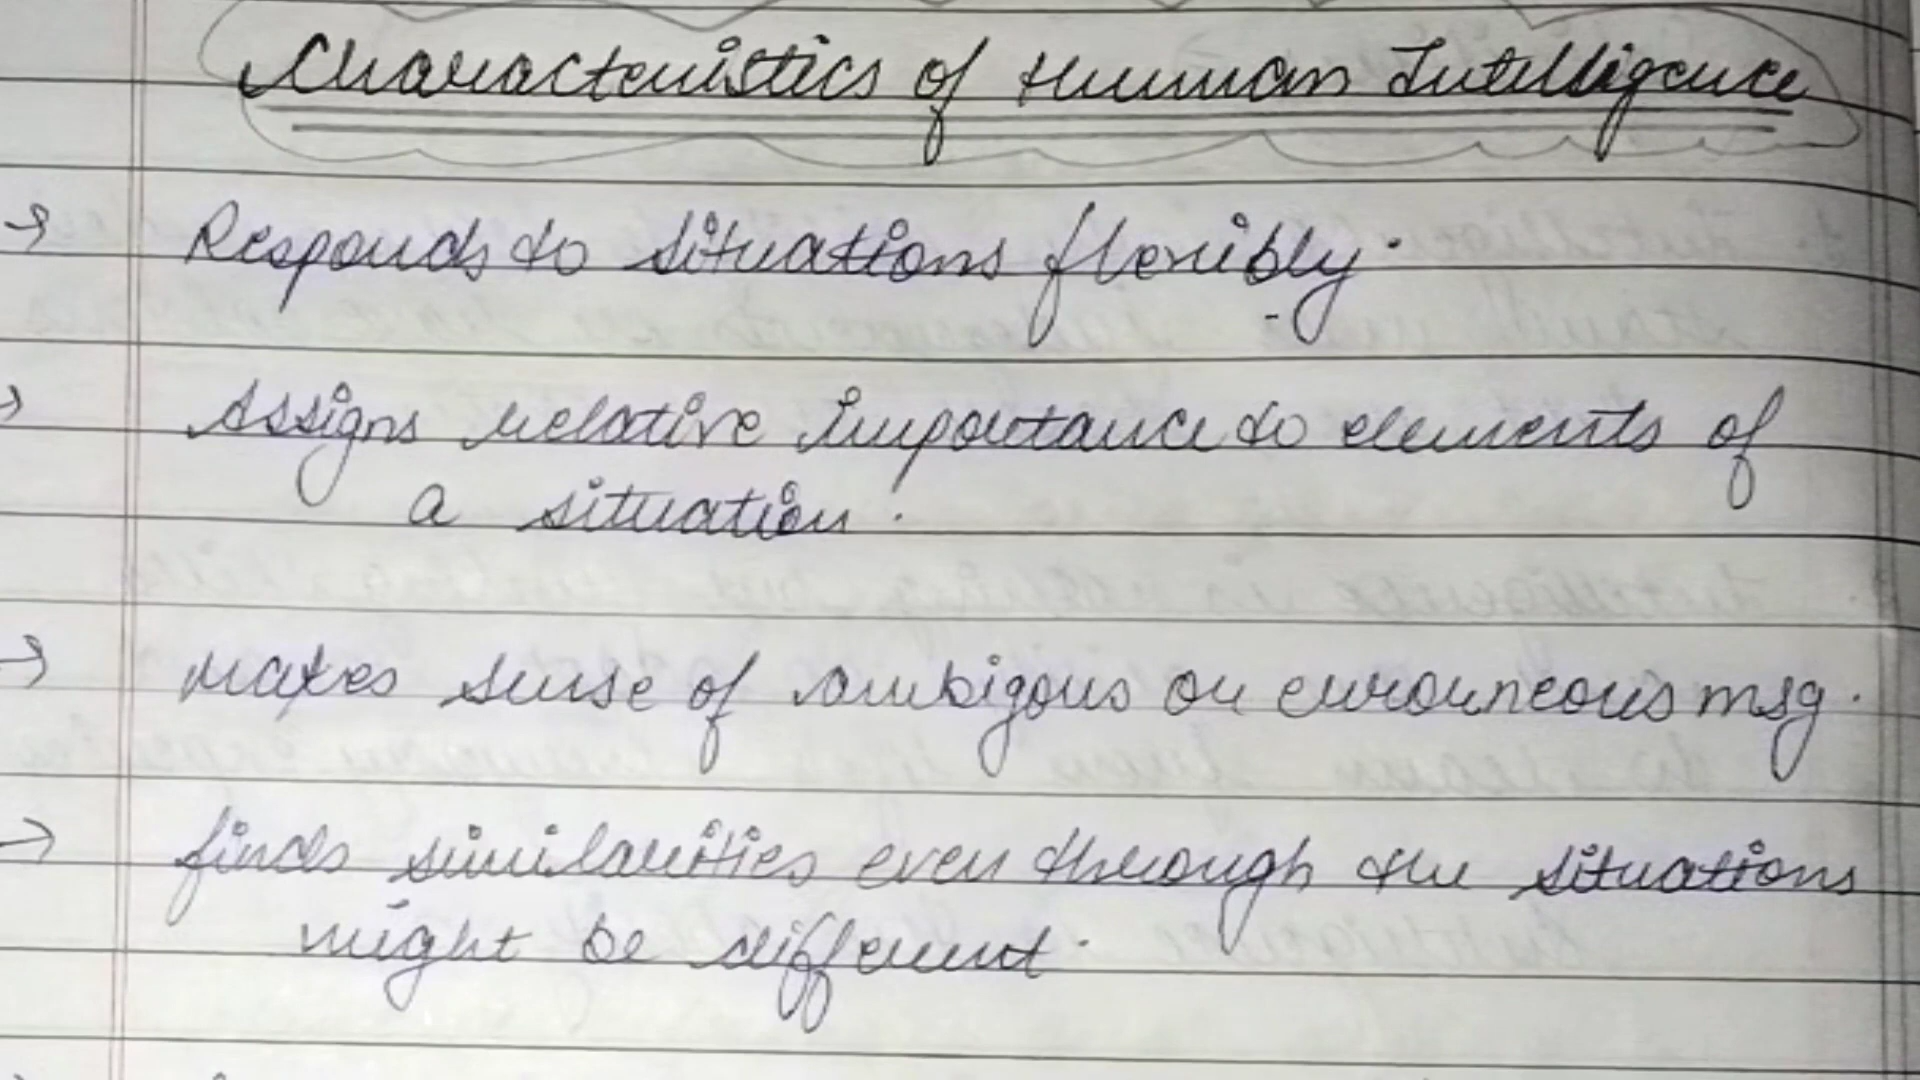 Characteristics of Human Intelligence
→ Responds to situations flexibly.
→ Assigns relative importance to elements of
a situation.
→ makes sense of ambigous or erroneous msg.
→ finds similarities even through the situations
might be different.